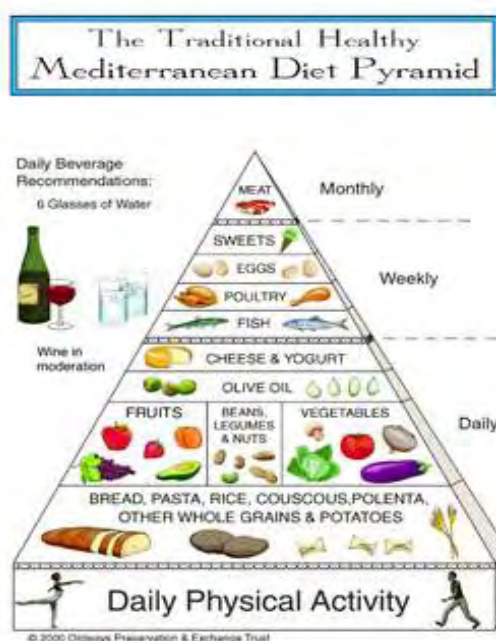 The Traditional Healthy
Mediterranean Diet Pyramid
Daily Beverage
Recommendations:
6 Glasses of Water
Wine in
moderation
MEAT
Monthly
SWEETS
EGGS
Weekly
POULTRY
FISH
CHEESE & YOGURT
OLIVE OIL
FRUITS
BEANS,
LEGUMES
& NUTS
VEGETABLES
Daily
BREAD, PASTA, RICE, COUSCOUS,POLENTA,
OTHER WHOLE GRAINS & POTATOES
Daily Physical Activity
© 2000 Oldways Preservation & Exchange Trust